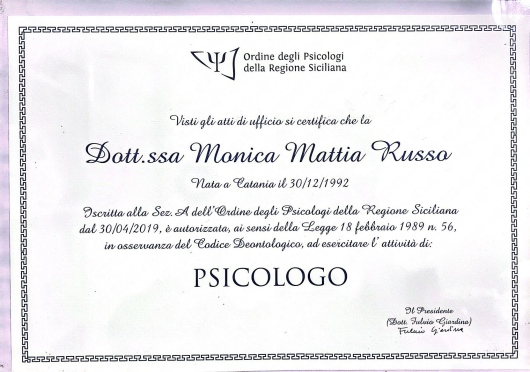 Ordine degli Psicologi
della Regione Siciliana
Visti gli atti di ufficio si certifica che la
Dott.ssa Monica Mattia Russo
Nata a Catania il 30/12/1992
Iscritta alla Sez. A dell'Ordine degli Psicologi della Regione Siciliana
dal 30/04/2019, è autorizzata, ai sensi della Legge 18 febbraio 1989 n. 56,
in osservanza del Codice Deontologico, ad esercitare l' attività di:
PSICOLOGO
Il Presidente
(Dott. Fulvio Giardina)
Fulvio Giardina